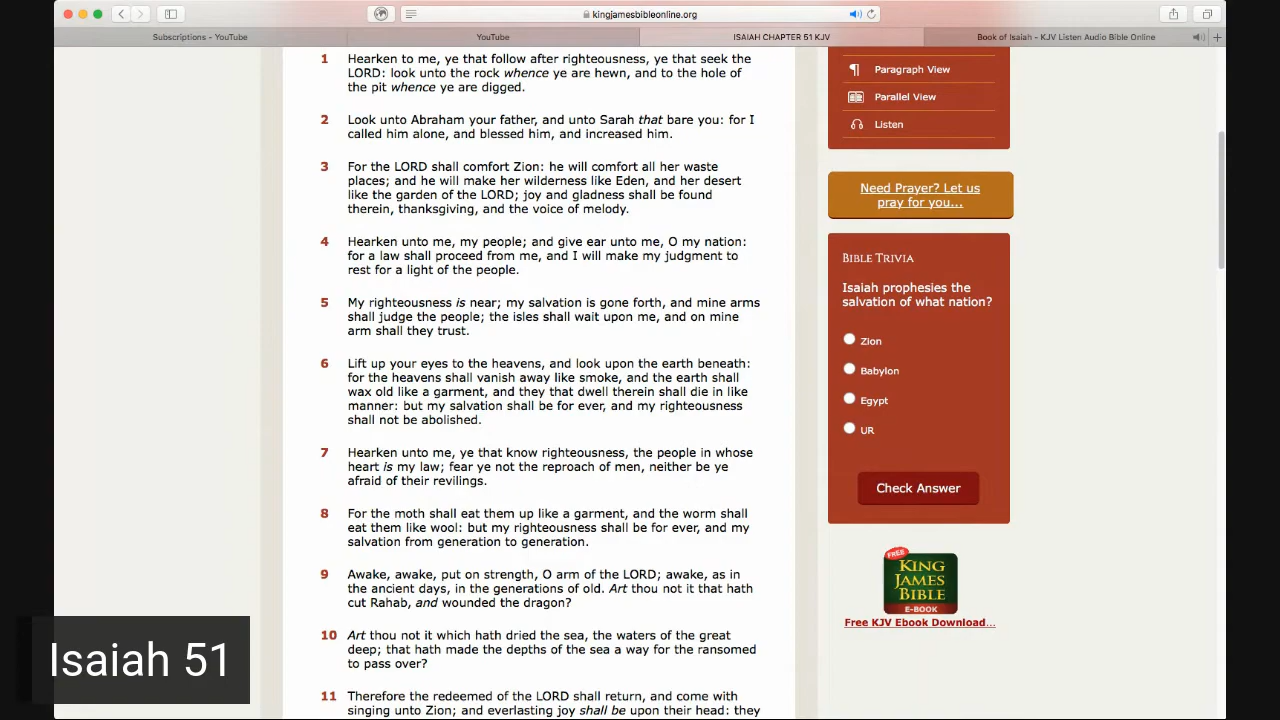 kingjamesbibleonline.org
Subscriptions - YouTube
YouTube
ISAIAH CHAPTER 51 KJV
Book of Isaiah - KJV Listen Audio Bible Online
1 Hearken to me, ye that follow after righteousness, ye that seek the
LORD: look unto the rock whence ye are hewn, and to the hole of
the pit whence ye are digged.
2 Look unto Abraham your father, and unto Sarah that bare you: for I
called him alone, and blessed him, and increased him.
3 For the LORD shall comfort Zion: he will comfort all her waste
places; and he will make her wilderness like Eden, and her desert
like the garden of the LORD; joy and gladness shall be found
therein, thanksgiving, and the voice of melody.
4 Hearken unto me, my people; and give ear unto me, O my nation:
for a law shall proceed from me, and I will make my judgment to
rest for a light of the people.
5 My righteousness is near; my salvation is gone forth, and mine arms
shall judge the people; the isles shall wait upon me, and on mine
arm shall they trust.
6 Lift up your eyes to the heavens, and look upon the earth beneath:
for the heavens shall vanish away like smoke, and the earth shall
wax old like a garment, and they that dwell therein shall die in like
manner: but my salvation shall be for ever, and my righteousness
shall not be abolished.
7 Hearken unto me, ye that know righteousness, the people in whose
heart is my law; fear ye not the reproach of men, neither be ye
afraid of their revilings.
8 For the moth shall eat them up like a garment, and the worm shall
eat them like wool: but my righteousness shall be for ever, and my
salvation from generation to generation.
9 Awake, awake, put on strength, O arm of the LORD; awake, as in
the ancient days, in the generations of old. Art thou not it that hath
cut Rahab, and wounded the dragon?
10 Art thou not it which hath dried the sea, the waters of the great
deep; that hath made the depths of the sea a way for the ransomed
to pass over?
11 Therefore the redeemed of the LORD shall return, and come with
singing unto Zion; and everlasting joy shall be upon their head: they
Paragraph View
Parallel View
Listen
Need Prayer? Let us
pray for you...
BIBLE TRIVIA
Isaiah prophesies the
salvation of what nation?
Zion
Babylon
Egypt
UR
Check Answer
FREE
KING
JAMES
BIBLE
E-BOOK
Free KJV Ebook Download...
Isaiah 51